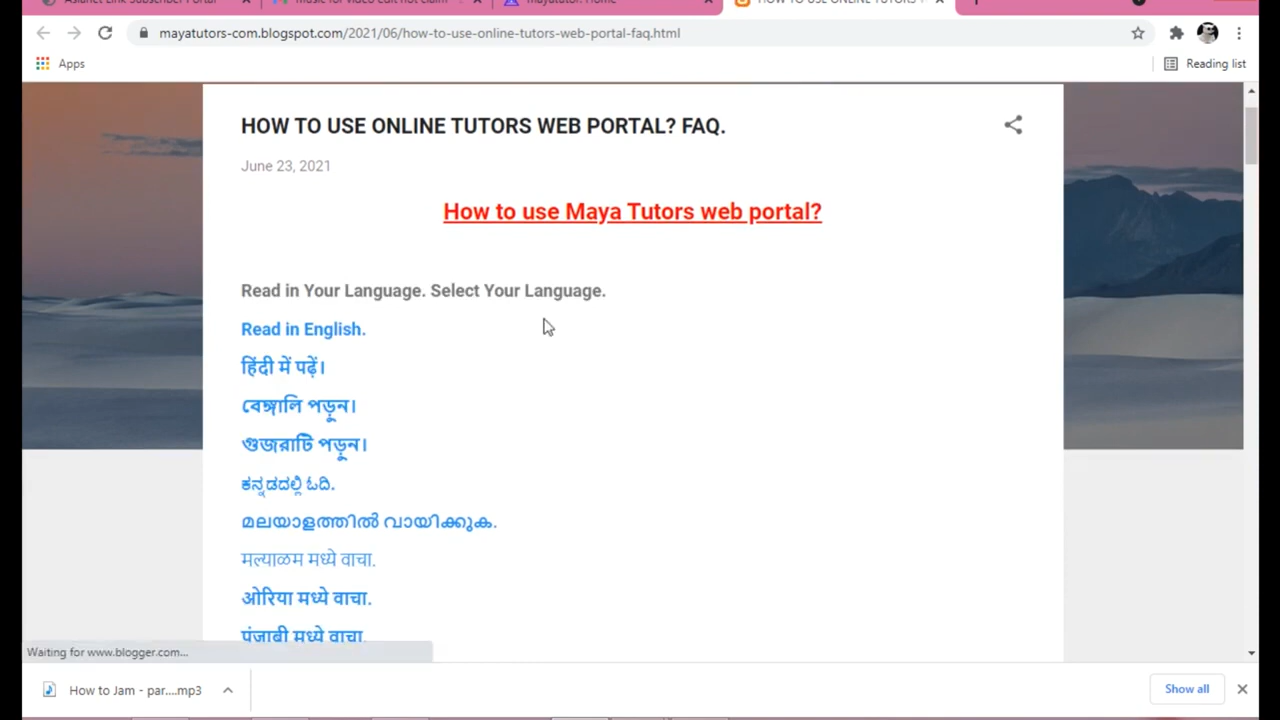 mayatutors-com.blogspot.com/2021/06/how-to-use-online-tutors-web-portal-faq.html
Apps
Reading list
HOW TO USE ONLINE TUTORS WEB PORTAL? FAQ.
June 23, 2021
How to use Maya Tutors web portal?
Read in Your Language. Select Your Language.
Read in English.
हिंदी में पढ़ें।
বেঙ্গালি পড়ুন।
গুজরাটি পড়ুন।
ಕನ್ನಡದಲ್ಲಿ ಓದಿ.
മലയാളത്തിൽ വായിക്കുക.
मल्याळम मध्ये वाचा.
ओरिया मध्ये वाचा.
पंजाबी मध्ये वाचा.
Waiting for www.blogger.com...
How to Jam - par....mp3
Show all